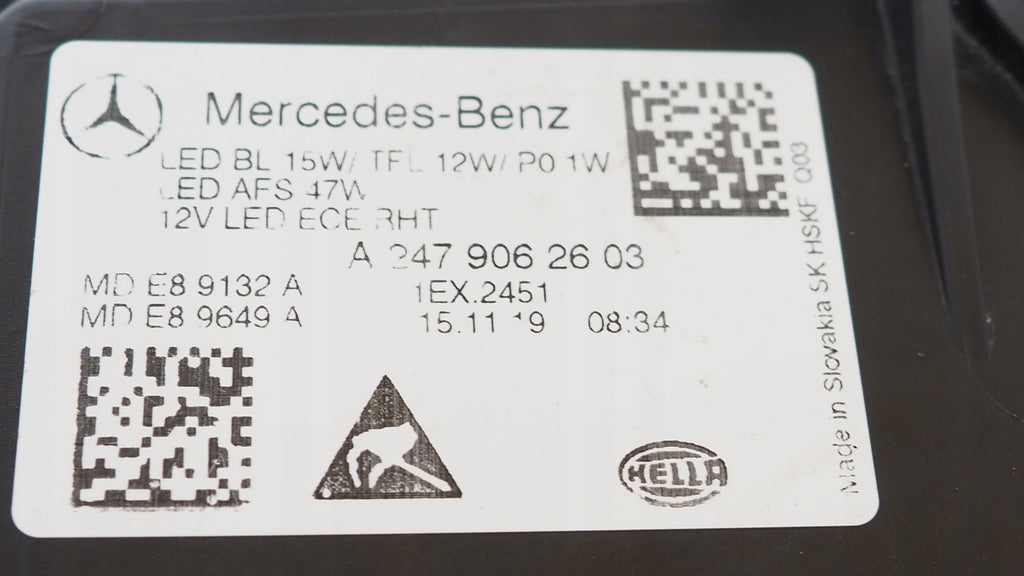 Mercedes-Benz
LED BL 15W/ TFL 12W/ PO 1W
LED AFS 47W
12V LED ECE RHT
A 247 906 26 03
MD E8 9132 A
1EX.2451
MD E8 9649 A
15.11.19 08:34
HELLA
Made in Slovakia SK HSKF Q03